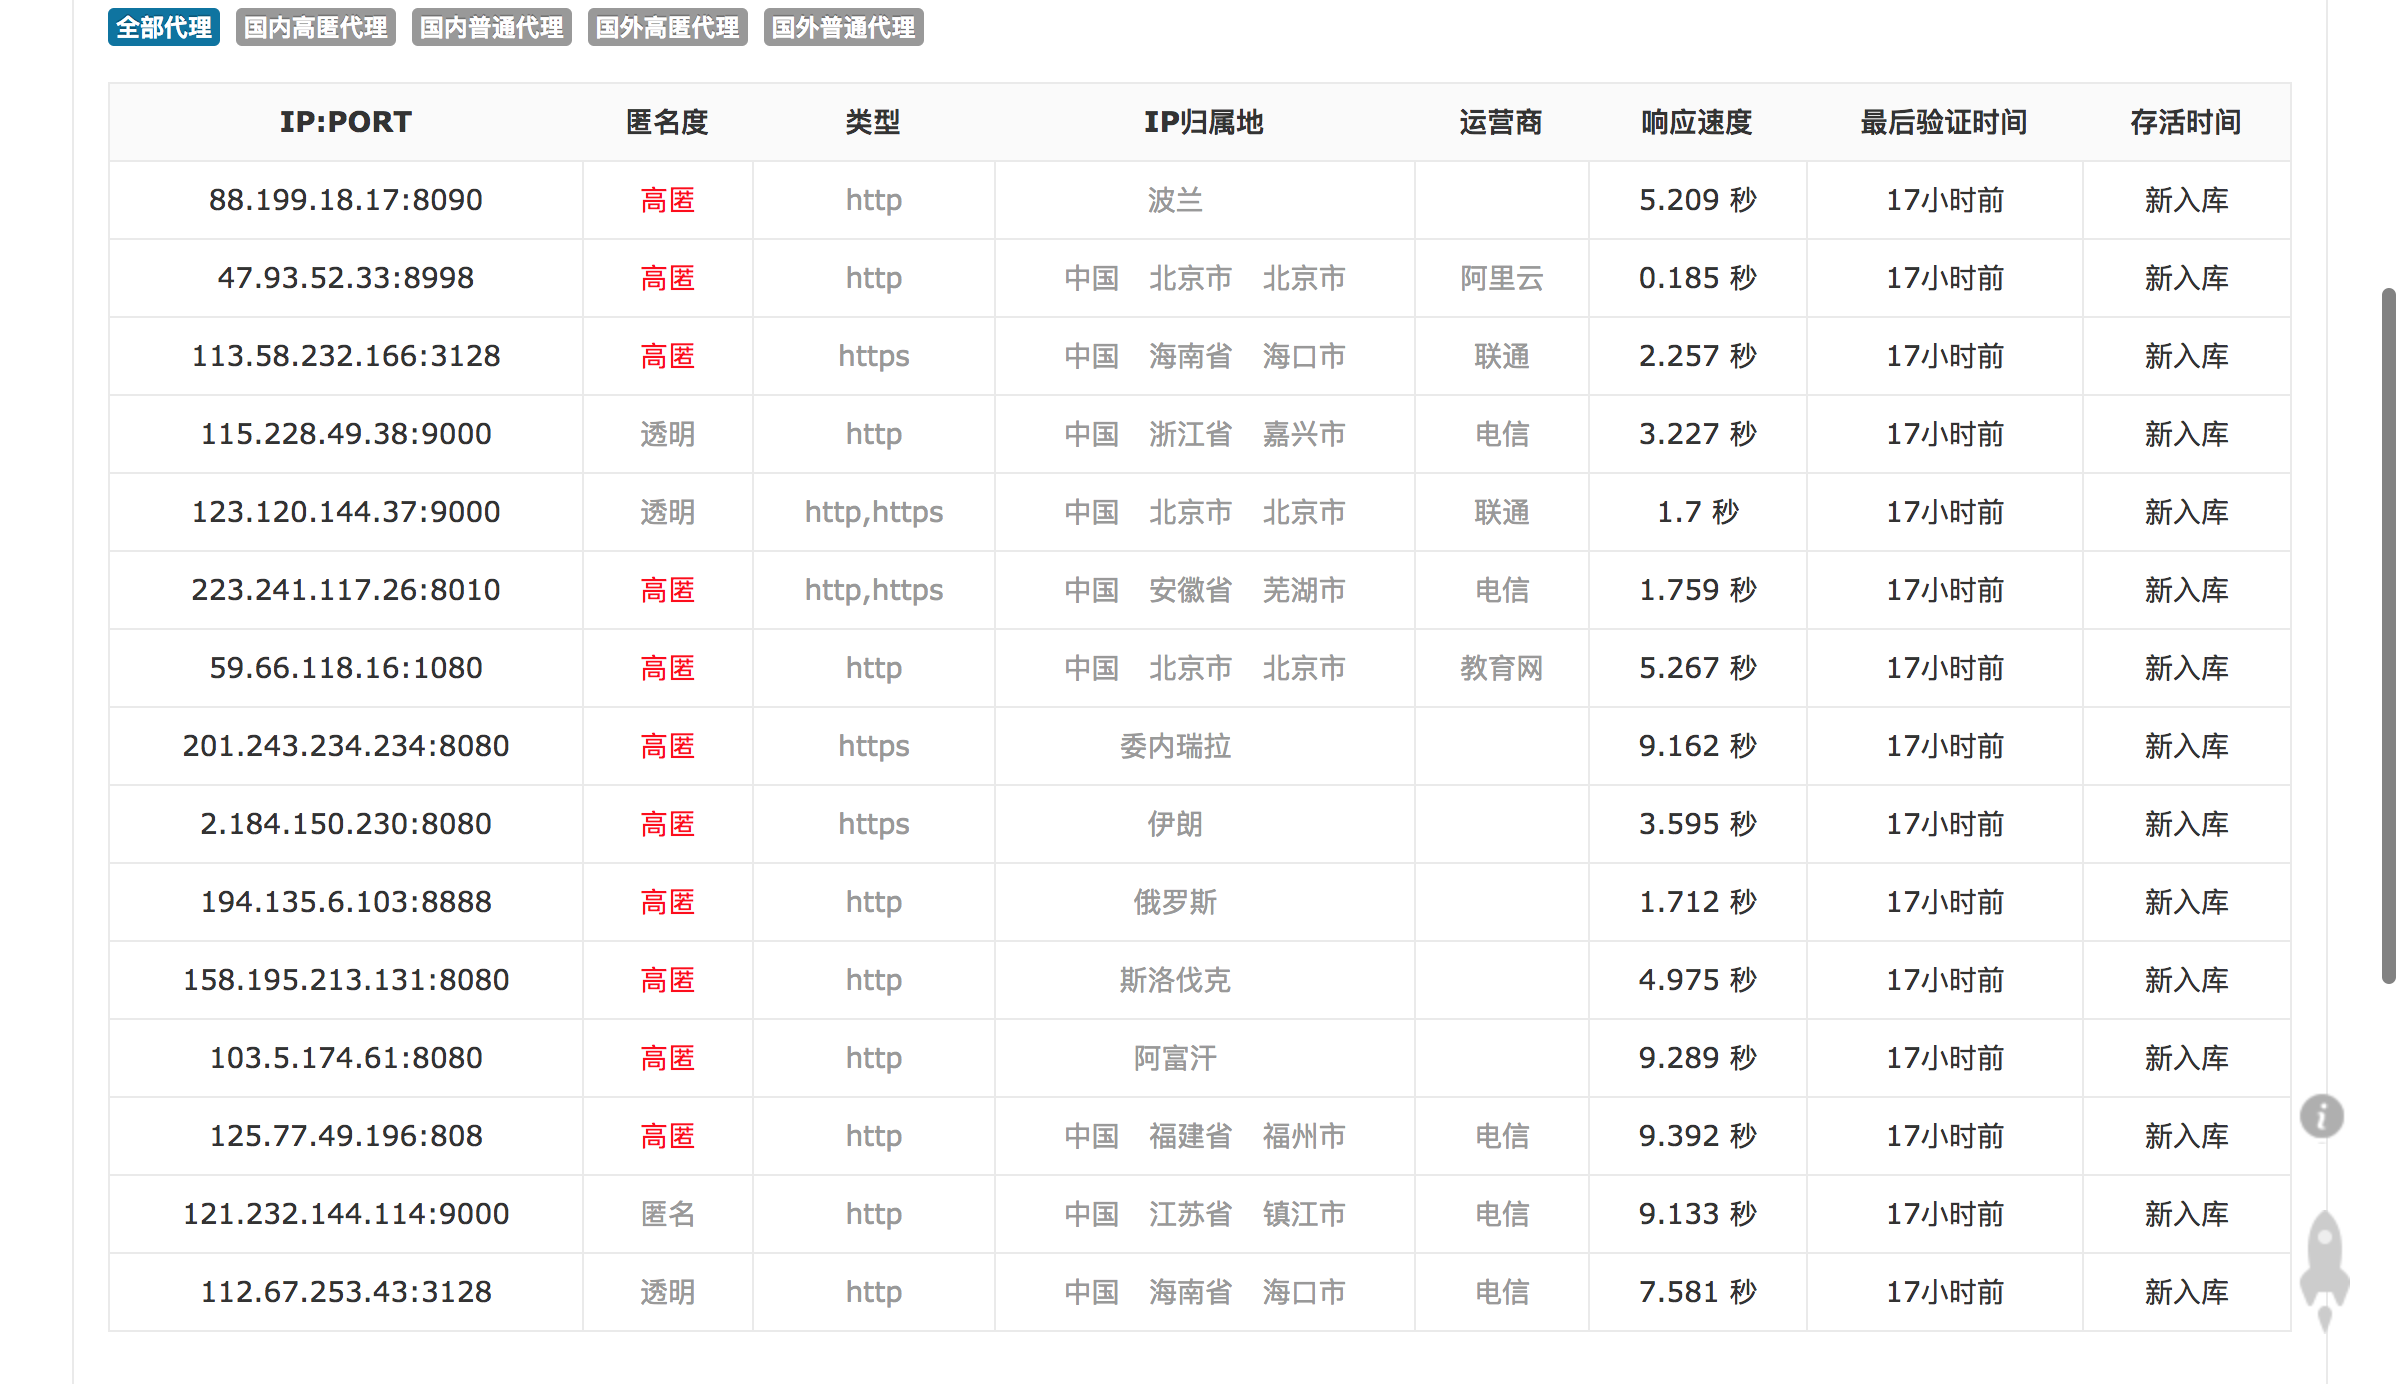 全部代理 国内高匿代理 国内普通代理 国外高匿代理 国外普通代理
IP:PORT 匿名度 类型 IP归属地 运营商 响应速度 最后验证时间 存活时间
88.199.18.17:8090 高匿 http 波兰 5.209 秒 17小时前 新入库
47.93.52.33:8998 高匿 http 中国 北京市 北京市 阿里云 0.185 秒 17小时前 新入库
113.58.232.166:3128 高匿 https 中国 海南省 海口市 联通 2.257 秒 17小时前 新入库
115.228.49.38:9000 透明 http 中国 浙江省 嘉兴市 电信 3.227 秒 17小时前 新入库
123.120.144.37:9000 透明 http,https 中国 北京市 北京市 联通 1.7 秒 17小时前 新入库
223.241.117.26:8010 高匿 http,https 中国 安徽省 芜湖市 电信 1.759 秒 17小时前 新入库
59.66.118.16:1080 高匿 http 中国 北京市 北京市 教育网 5.267 秒 17小时前 新入库
201.243.234.234:8080 高匿 https 委内瑞拉 9.162 秒 17小时前 新入库
2.184.150.230:8080 高匿 https 伊朗 3.595 秒 17小时前 新入库
194.135.6.103:8888 高匿 http 俄罗斯 1.712 秒 17小时前 新入库
158.195.213.131:8080 高匿 http 斯洛伐克 4.975 秒 17小时前 新入库
103.5.174.61:8080 高匿 http 阿富汗 9.289 秒 17小时前 新入库
125.77.49.196:808 高匿 http 中国 福建省 福州市 电信 9.392 秒 17小时前 新入库
121.232.144.114:9000 匿名 http 中国 江苏省 镇江市 电信 9.133 秒 17小时前 新入库
112.67.253.43:3128 透明 http 中国 海南省 海口市 电信 7.581 秒 17小时前 新入库